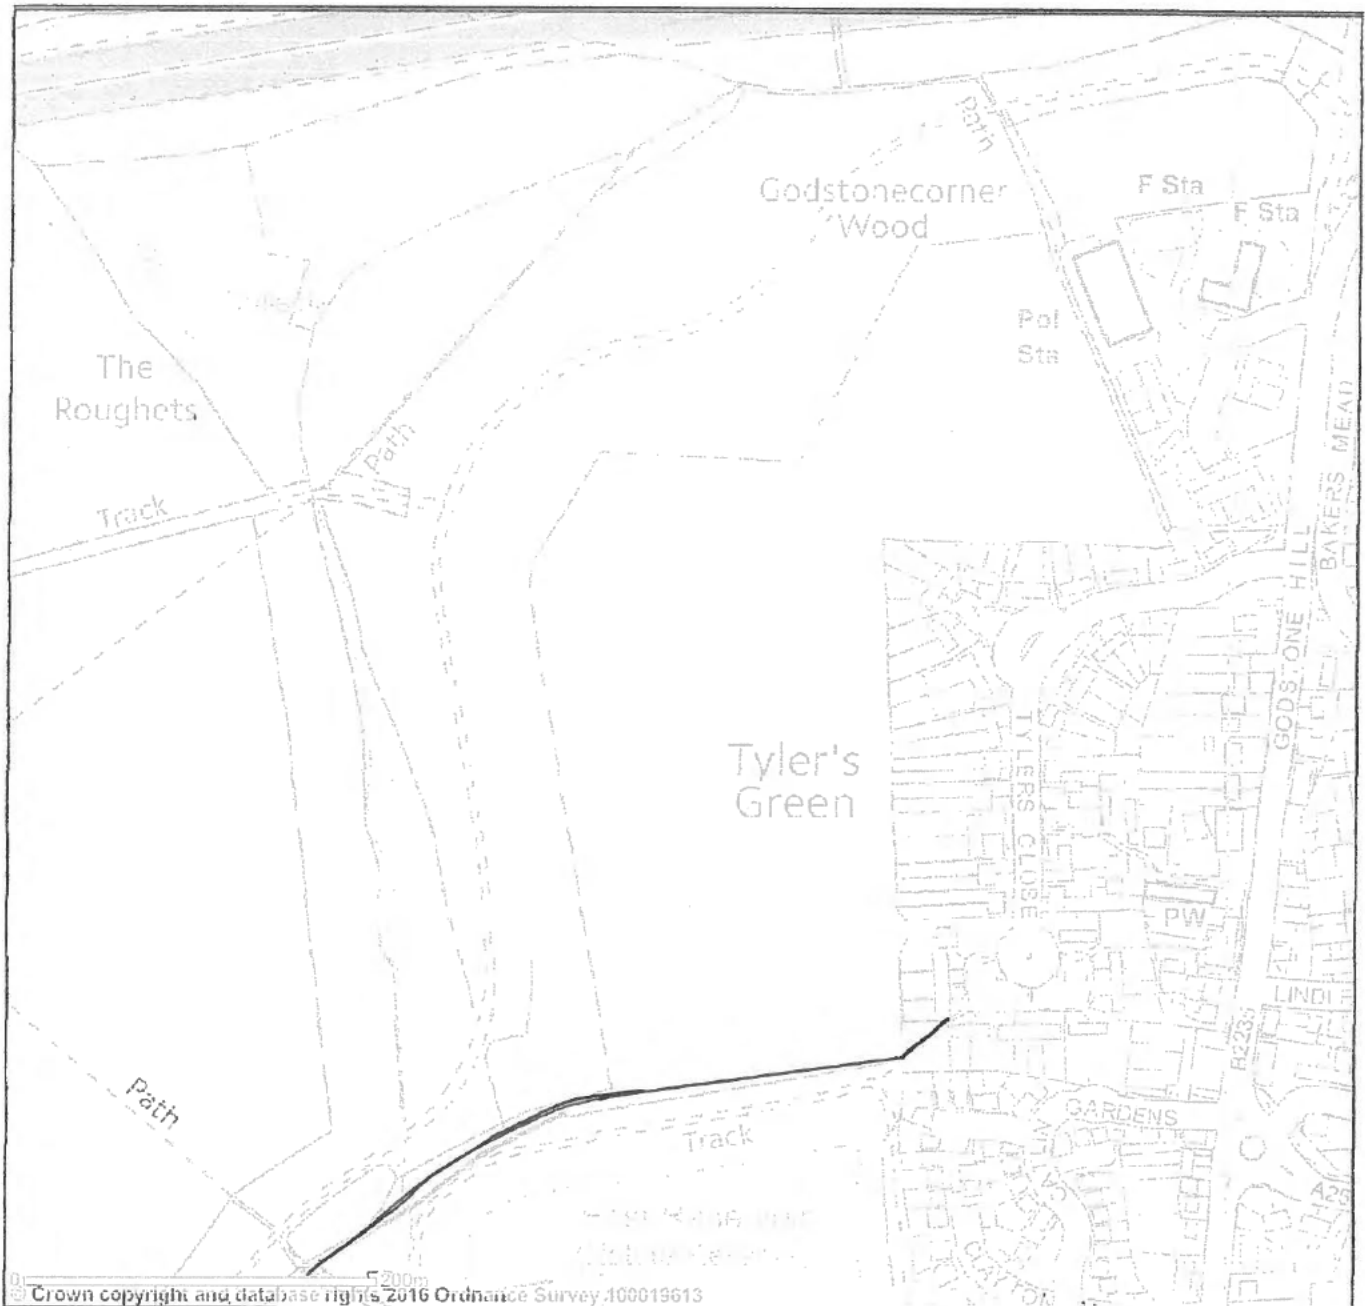 Path
Godstonecorner
Wood
F Sta
F Sta
Pol
Sta
The
Roughets
Path
Track
BAKERS MEAD
GODSTONE HILL
Tyler's
Green
TYLERS CLOSE
PW
LINDL
B2235
Path
GARDENS
Track
A25
0
200m
© Crown copyright and database rights 2016 Ordnance Survey 100019613